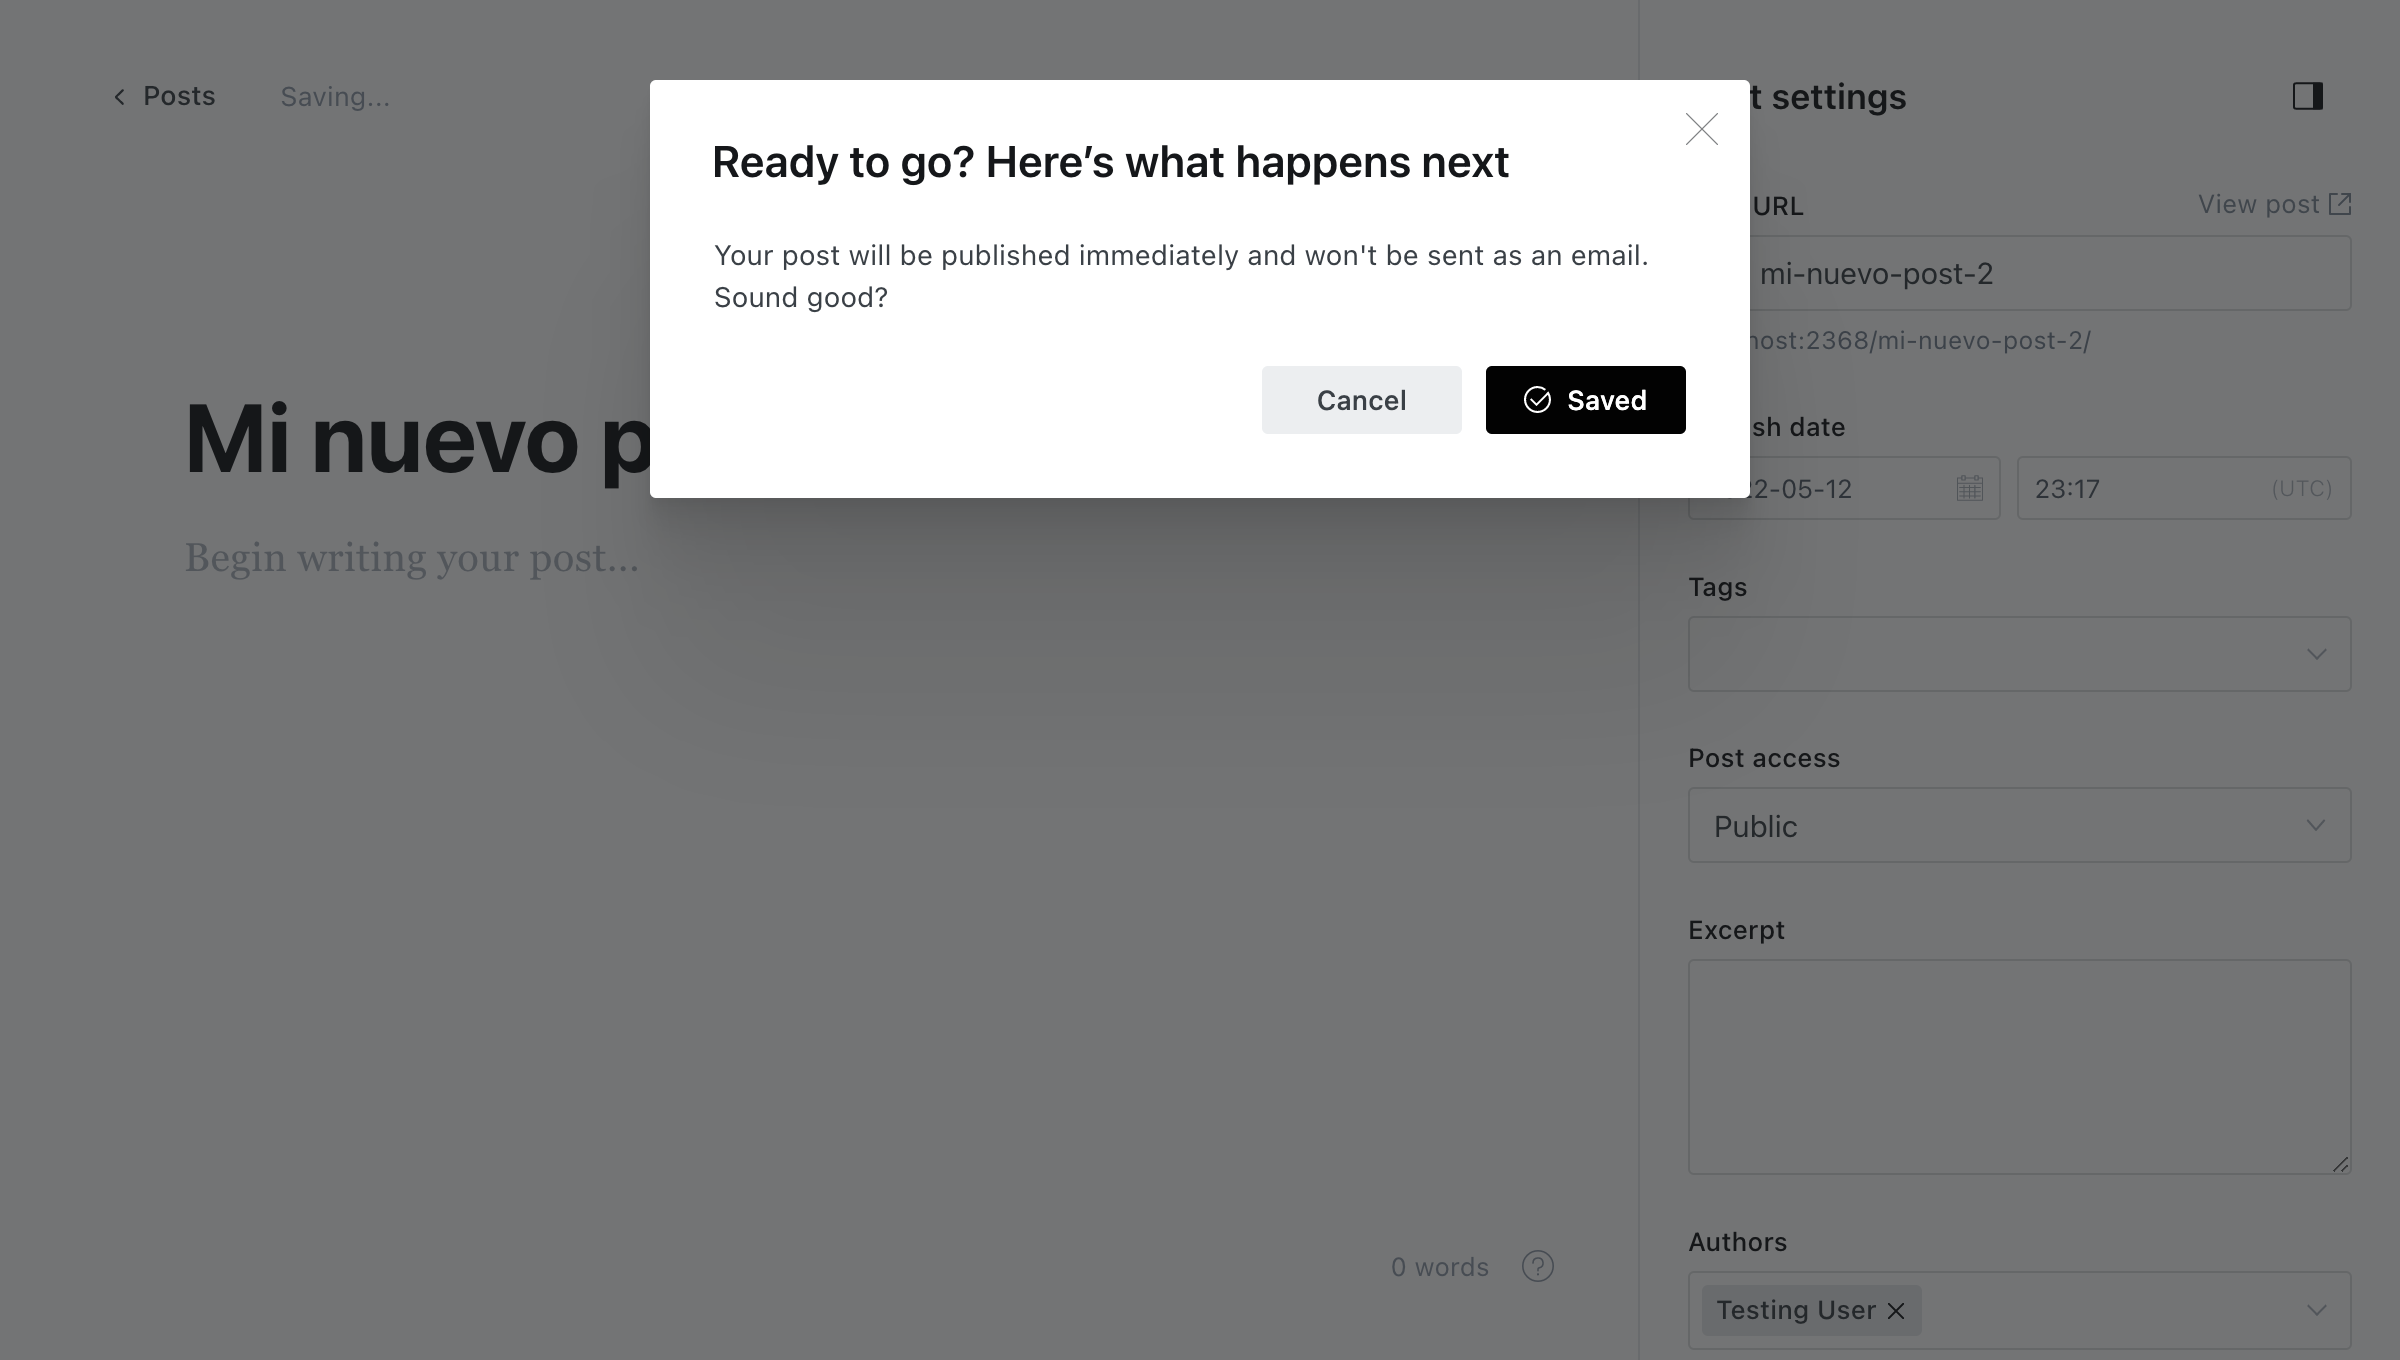 Posts
Saving...
Ready to go? Here’s what happens next
Your post will be published immediately and won't be sent as an email.
Sound good?
Cancel
Saved
Mi nuevo
Begin writing your post...
0 words
settings
URL
View post
mi-nuevo-post-2
:2368/mi-nuevo-post-2/
date
-05-12
23:17
(UTC)
Tags
Post access
Public
Excerpt
Authors
Testing User